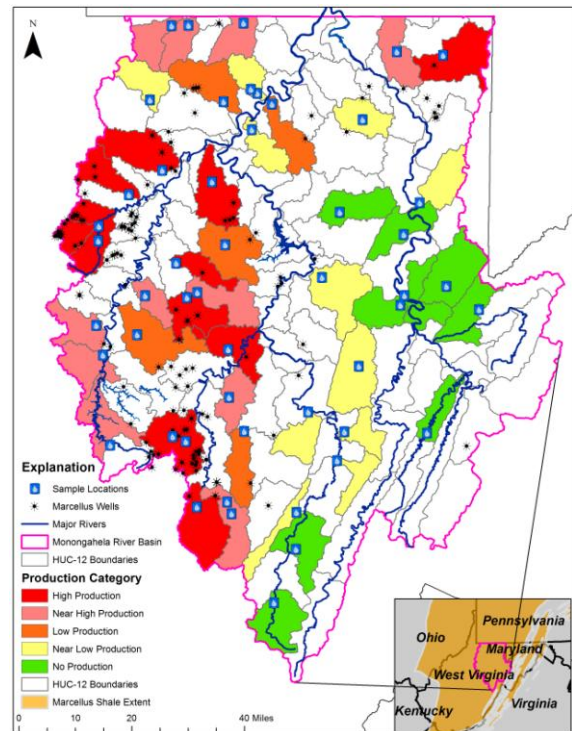 N
Explanation
Sample Locations
Marcellus Wells
Major Rivers
Monongahela River Basin
HUC-12 Boundaries
Production Category
High Production
Near High Production
Low Production
Near Low Production
No Production
HUC-12 Boundaries
Marcellus Shale Extent
0 5 10 20 30 40 Miles
Pennsylvania
Ohio
Maryland
West Virginia
Kentucky
Virginia